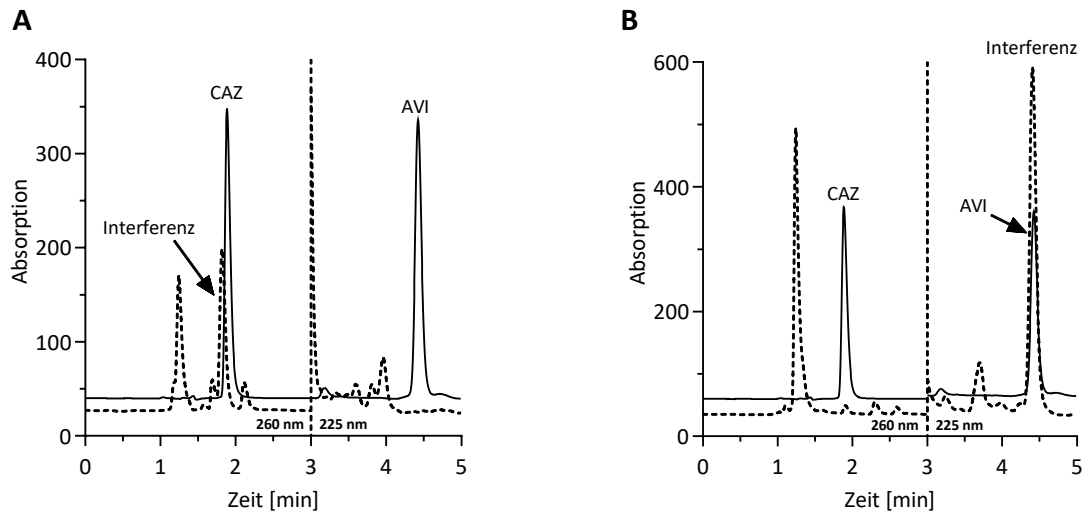 A
400
300
200
100
0
Absorption
CAZ
AVI
Interferenz
260 nm
225 nm
0 1 2 3 4 5
Zeit [min]
B
600
400
200
0
Absorption
Interferenz
CAZ
AVI
260 nm
225 nm
0 1 2 3 4 5
Zeit [min]